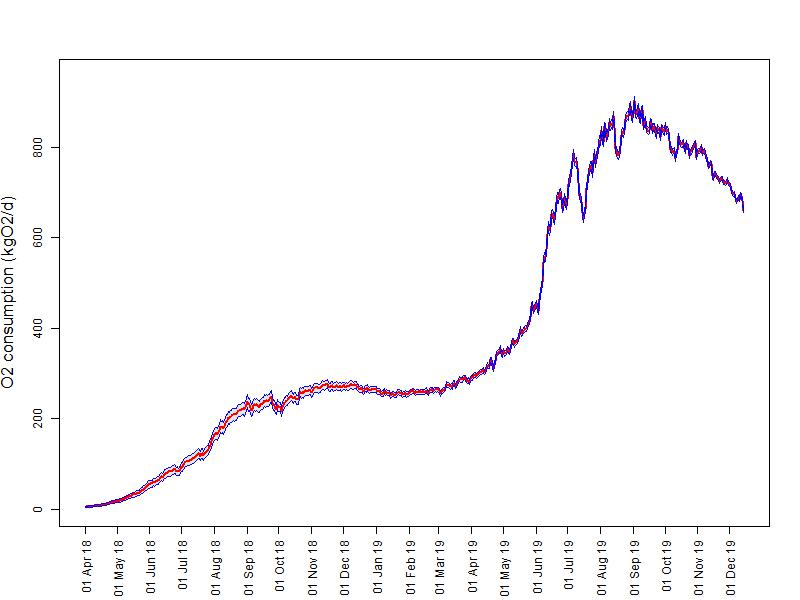 O2 consumption (kgO2/d)
800
600
400
200
0
01 Apr 18
01 May 18
01 Jun 18
01 Jul 18
01 Aug 18
01 Sep 18
01 Oct 18
01 Nov 18
01 Dec 18
01 Jan 19
01 Feb 19
01 Mar 19
01 Apr 19
01 May 19
01 Jun 19
01 Jul 19
01 Aug 19
01 Sep 19
01 Oct 19
01 Nov 19
01 Dec 19